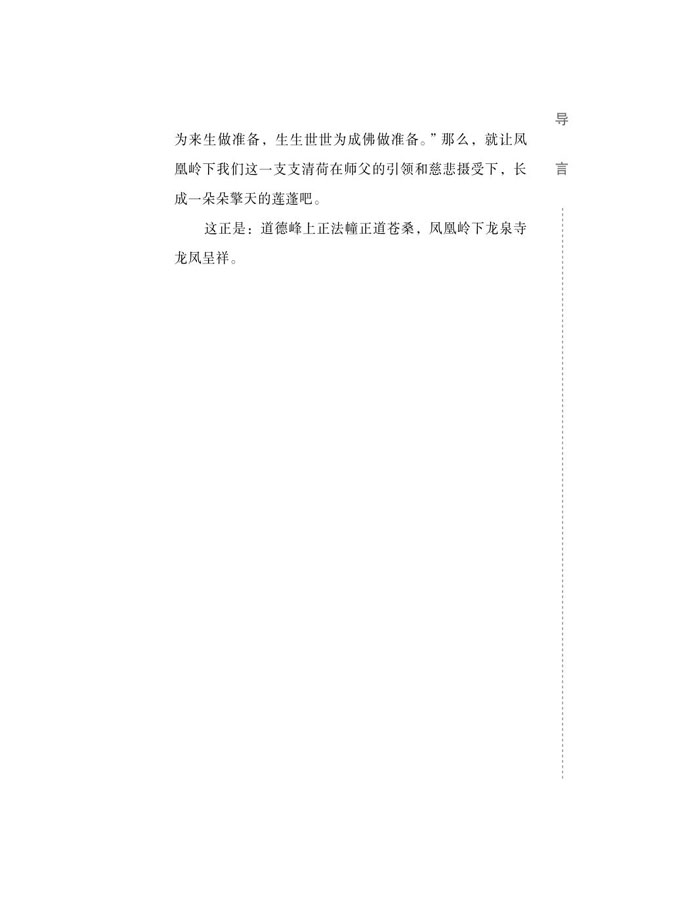 导言
为来生做准备，生生世世为成佛做准备。”那么，就让凤
凰岭下我们这一支支清荷在师父的引领和慈悲摄受下，长
成一朵朵擎天的莲蓬吧。
这正是：道德峰上正法幢正道苍桑，凤凰岭下龙泉寺
龙凤呈祥。